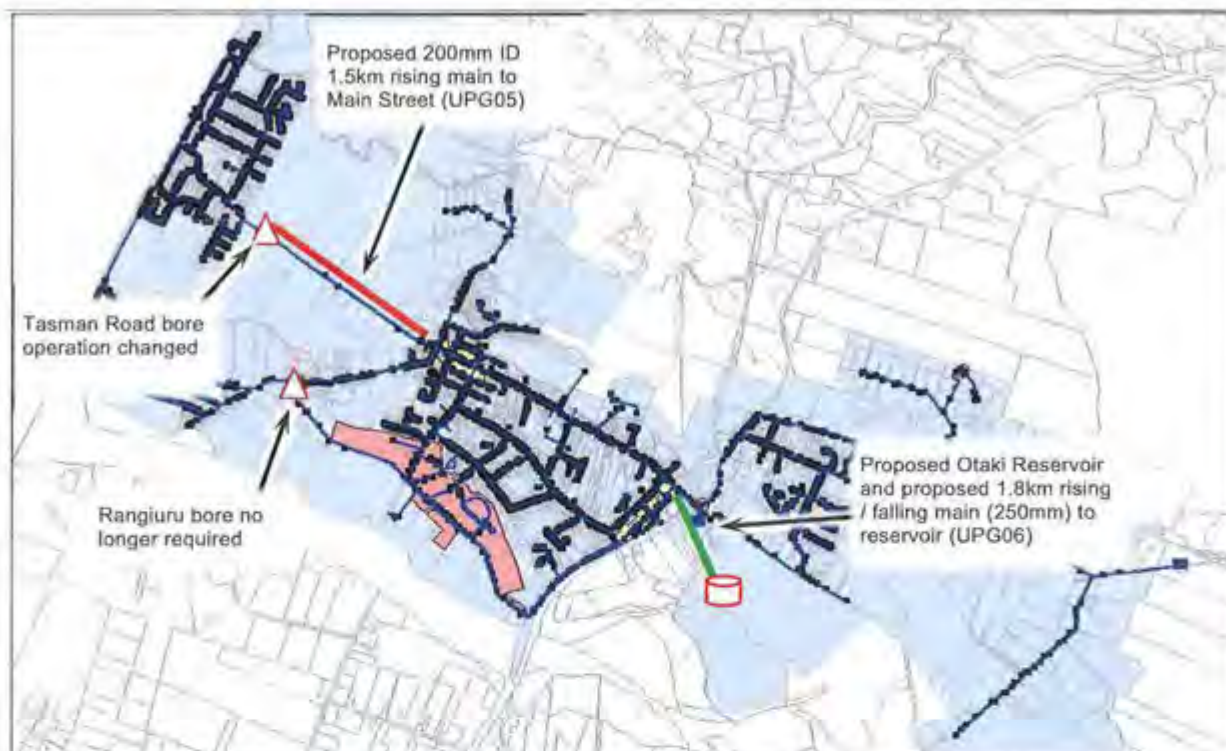 Proposed 200mm ID
1.5km rising main to
Main Street (UPG05)
Tasman Road bore
operation changed
Rangiuru bore no
longer required
Proposed Otaki Reservoir
and proposed 1.8km rising
/ falling main (250mm) to
reservoir (UPG06)